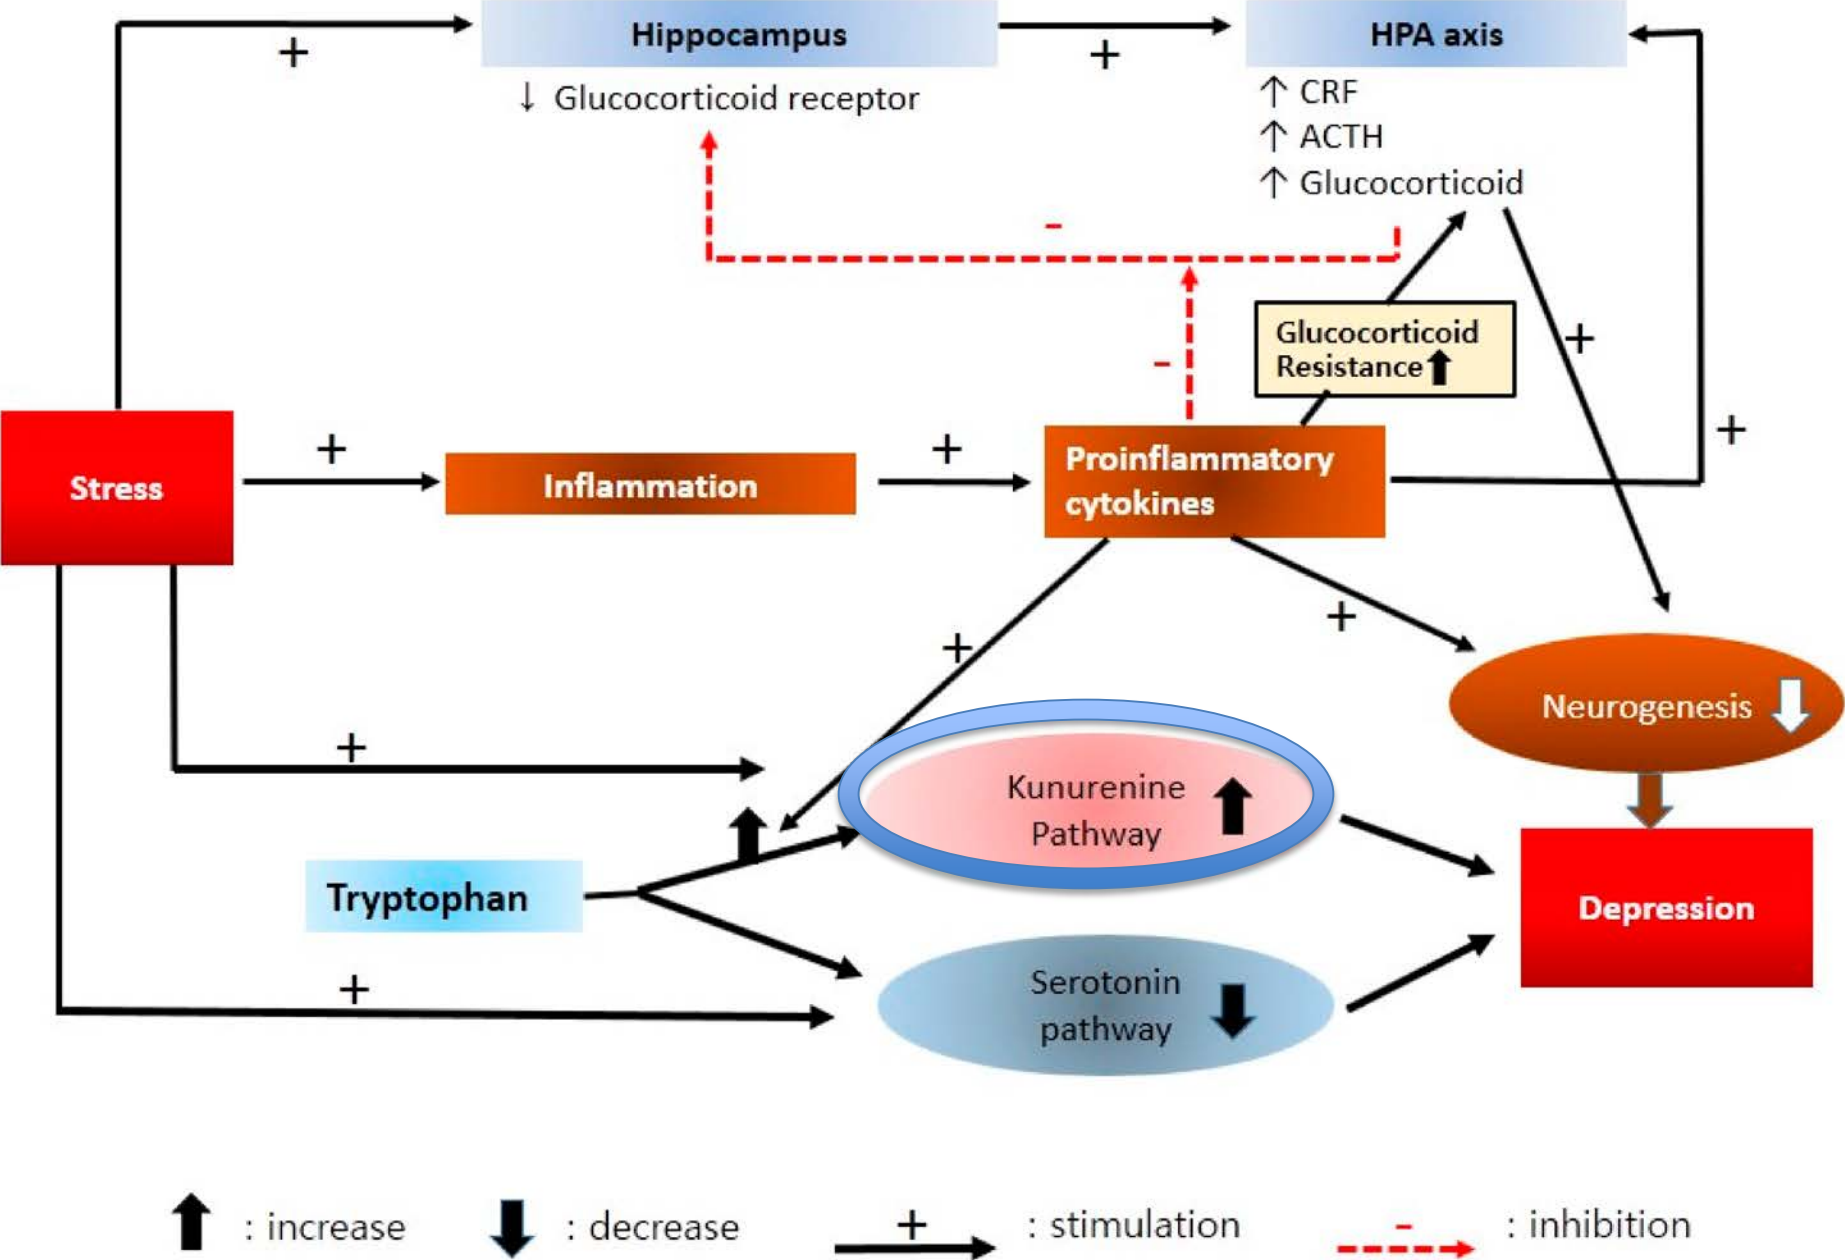 Hippocampus
HPA axis
+
+
↓ Glucocorticoid receptor
↑ CRF
↑ ACTH
↑ Glucocorticoid
-
Glucocorticoid
Resistance
+
-
+
Stress
+
Inflammation
+
Proinflammatory
cytokines
+
+
Neurogenesis
+
Kunurenine
Pathway
Tryptophan
Depression
+
Serotonin
pathway
: increase
: decrease
+
: stimulation
-
: inhibition